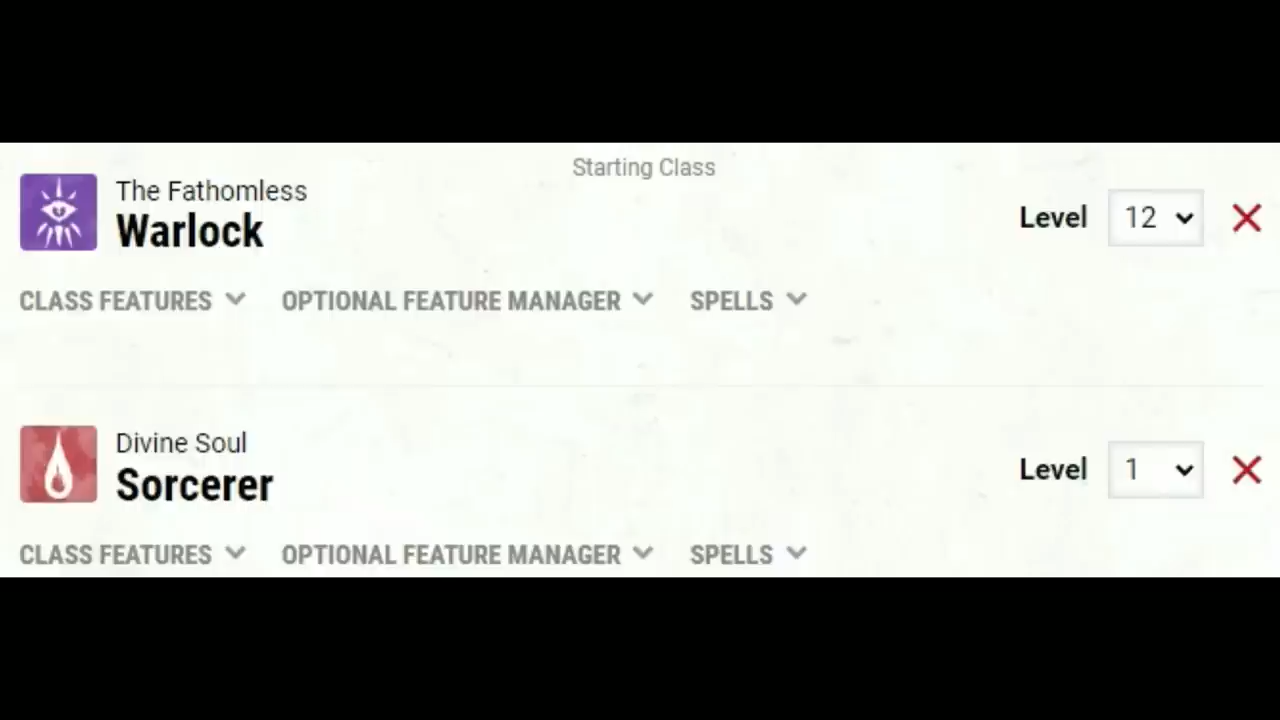 Starting Class
The Fathomless
Warlock
Level 12
CLASS FEATURES OPTIONAL FEATURE MANAGER SPELLS
Divine Soul
Sorcerer
Level 1
CLASS FEATURES OPTIONAL FEATURE MANAGER SPELLS